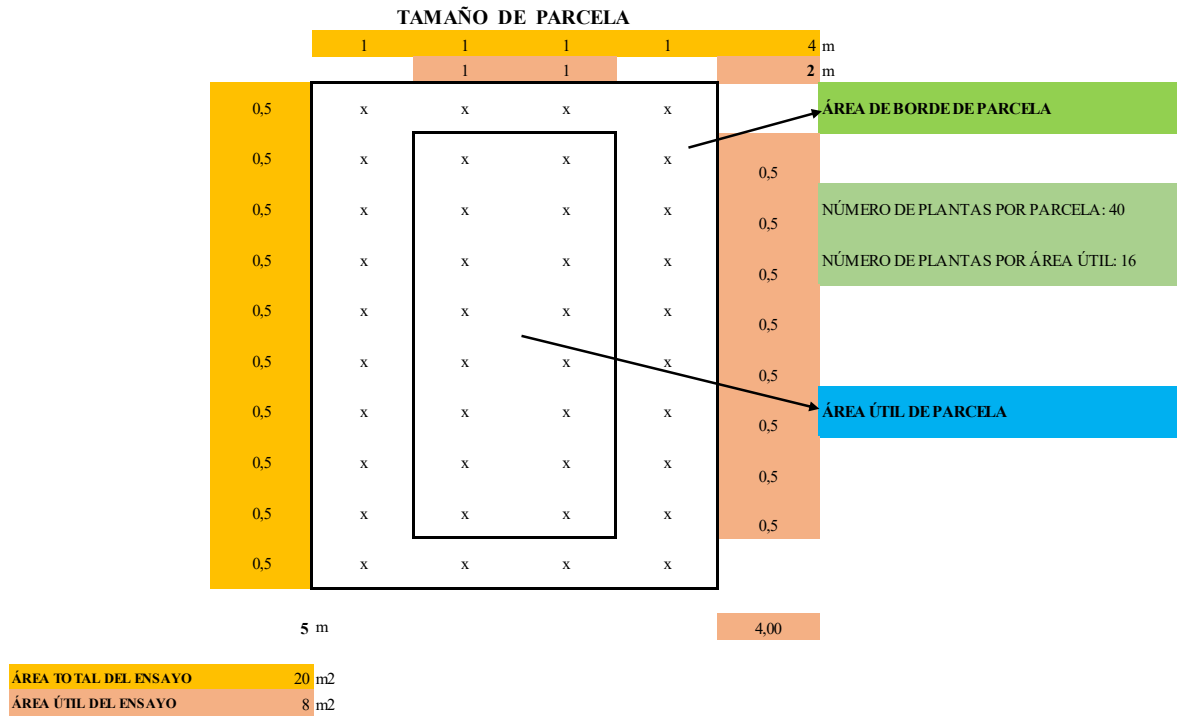 TAMAÑO DE PARCELA
1 1 1 1 4 m
1 1 2 m
0,5 x x x x ÁREA DE BORDE DE PARCELA
0,5 x x x x 0,5
0,5 x x x x 0,5 NÚMERO DE PLANTAS POR PARCELA: 40
0,5 x x x x 0,5 NÚMERO DE PLANTAS POR ÁREA ÚTIL: 16
0,5 x x x x 0,5
0,5 x x x x 0,5
0,5 x x x x 0,5 ÁREA ÚTIL DE PARCELA
0,5 x x x x 0,5
0,5 x x x x 0,5
0,5 x x x x
5 m 4,00
ÁREA TOTAL DEL ENSAYO 20 m2
ÁREA ÚTIL DEL ENSAYO 8 m2